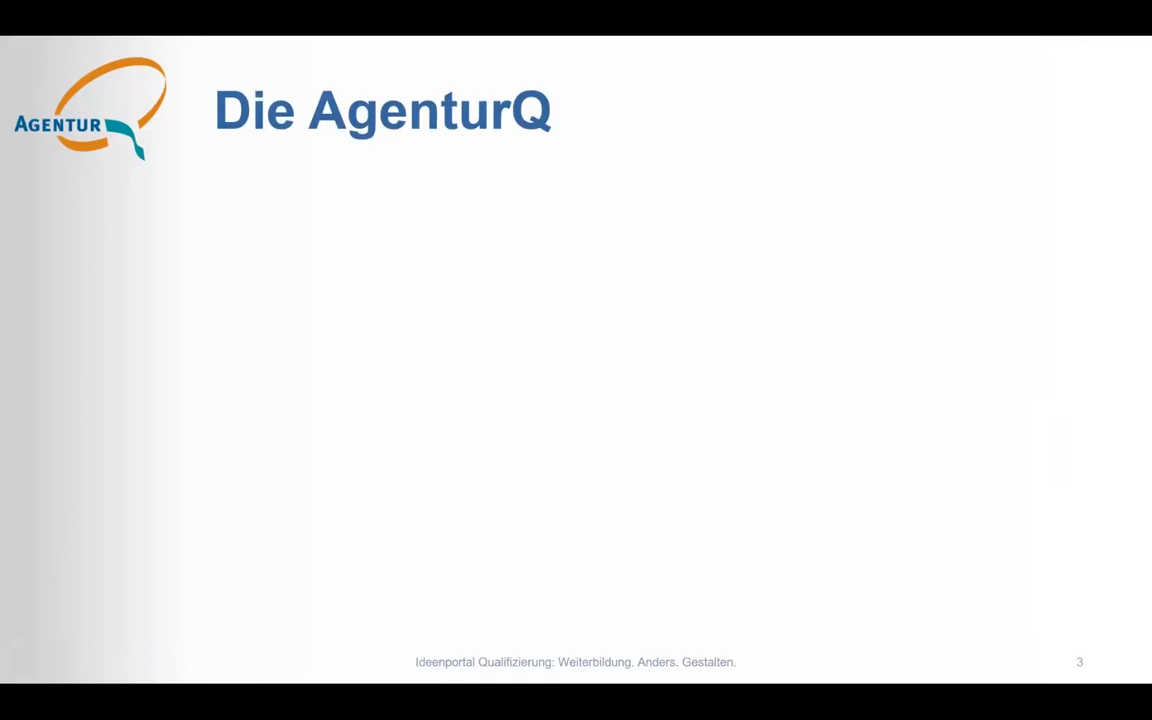 Die AgenturQ
AGENTUR
Ideenportal Qualifizierung: Weiterbildung. Anders. Gestalten.
3